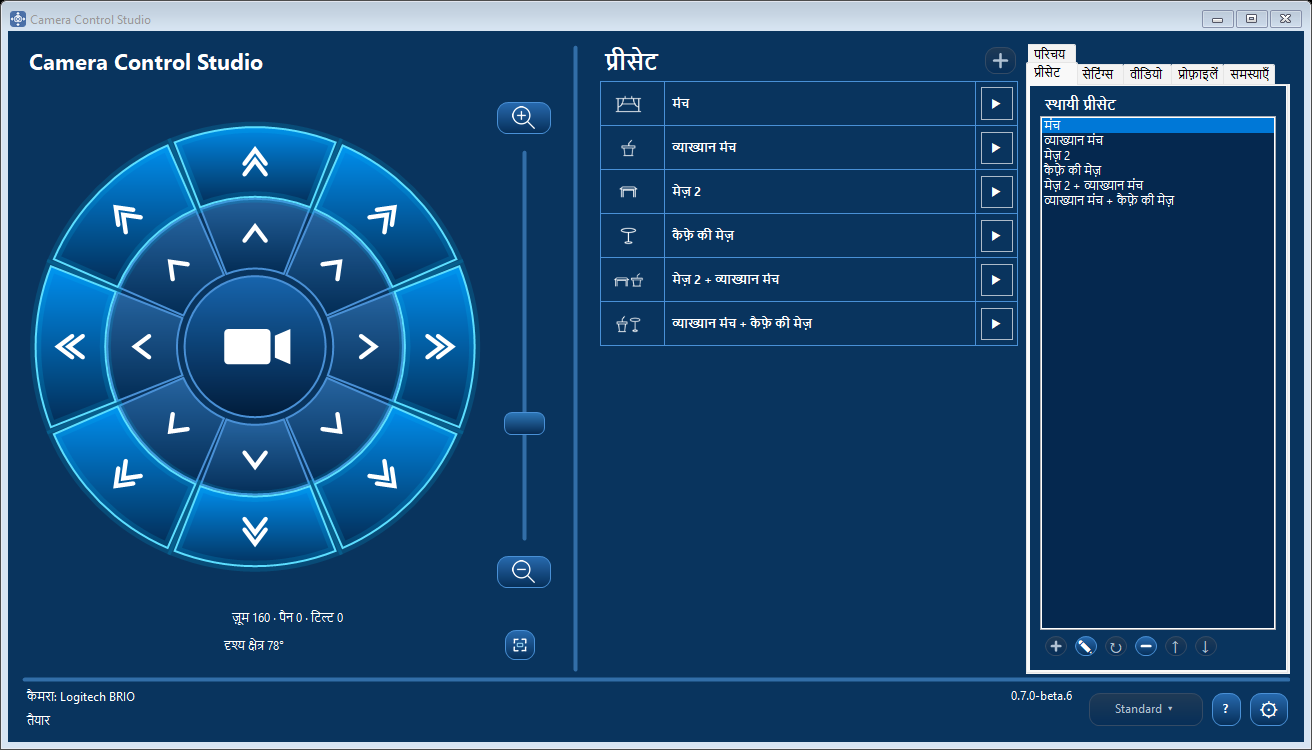 Camera Control Studio
Camera Control Studio
ज़ूम 160 · पैन 0 · टिल्ट 0
दृश्य क्षेत्र 78°
प्रीसेट
मंच
व्याख्यान मंच
मेज़ 2
कैफ़े की मेज़
मेज़ 2 + व्याख्यान मंच
व्याख्यान मंच + कैफ़े की मेज़
परिचय
प्रीसेट सेटिंग्स वीडियो प्रोफ़ाइलें समस्याएँ
स्थायी प्रीसेट
मंच
व्याख्यान मंच
मेज़ 2
कैफ़े की मेज़
मेज़ 2 + व्याख्यान मंच
व्याख्यान मंच + कैफ़े की मेज़
कैमरा: Logitech BRIO
तैयार
0.7.0-beta.6
Standard
?